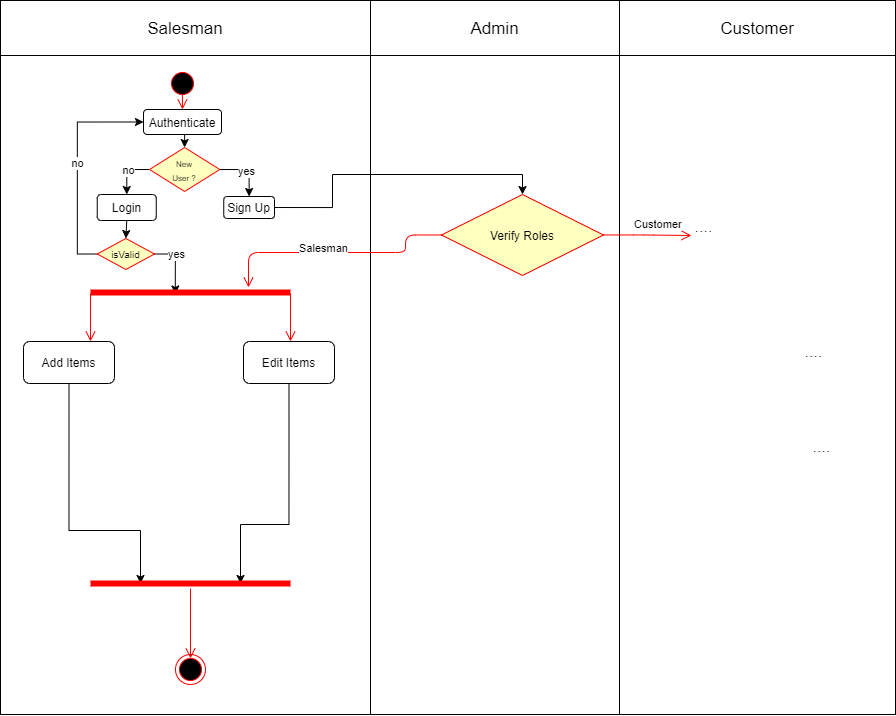 Salesman
Admin
Customer
Authenticate
no
New
User ?
no
yes
Login
Sign Up
Customer
....
Verify Roles
Salesman
isValid
yes
Add Items
Edit Items
....
....